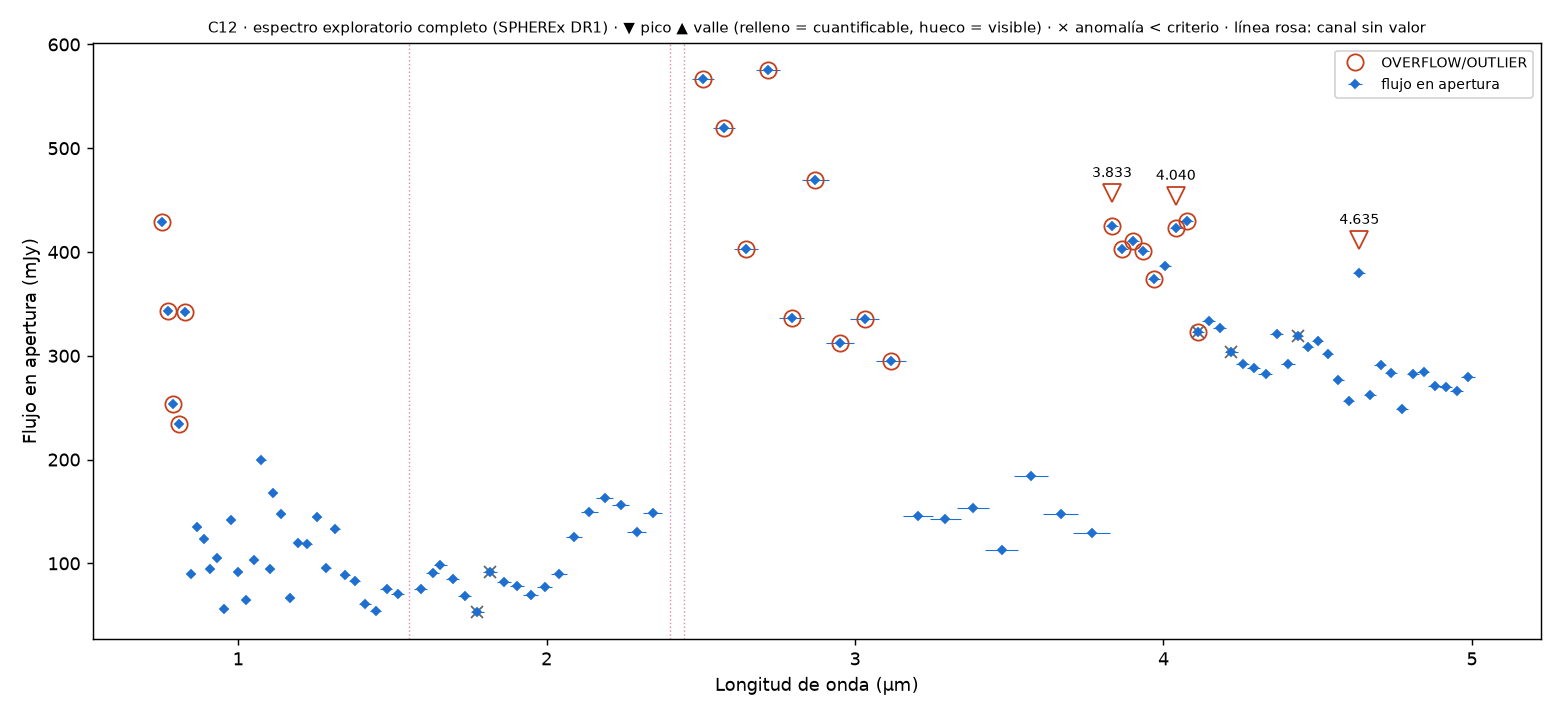 C12 · espectro exploratorio completo (SPHEREx DR1) · ▼ pico ▲ valle (relleno = cuantificable, hueco = visible) · × anomalía < criterio · línea rosa: canal sin valor
OVERFLOW/OUTLIER
flujo en apertura
600
500
400
300
200
100
Flujo en apertura (mJy)
3.833
4.040
4.635
1
2
3
4
5
Longitud de onda (μm)